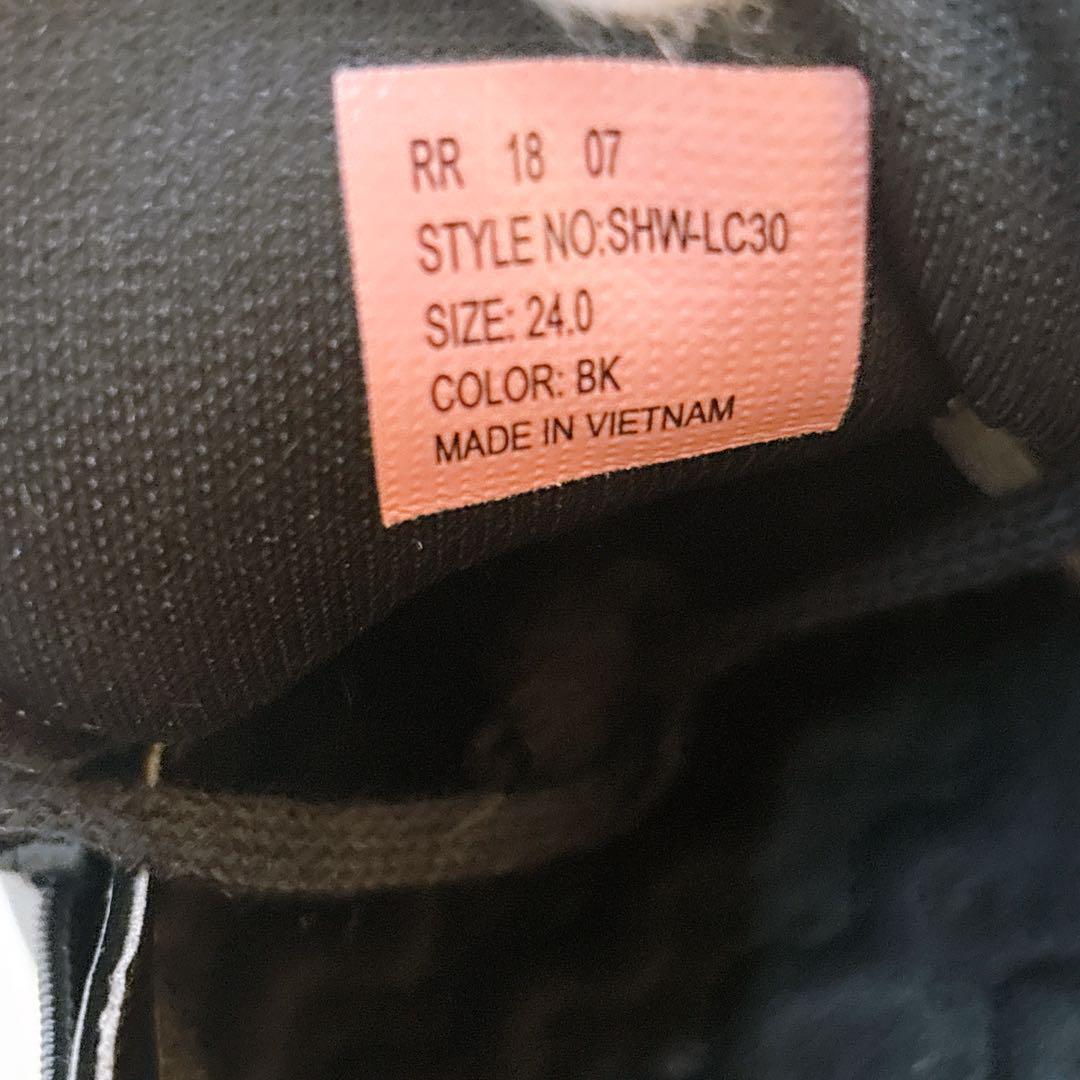 RR 18 07
STYLE NO:SHW-LC30
SIZE: 24.0
COLOR: BK
MADE IN VIETNAM